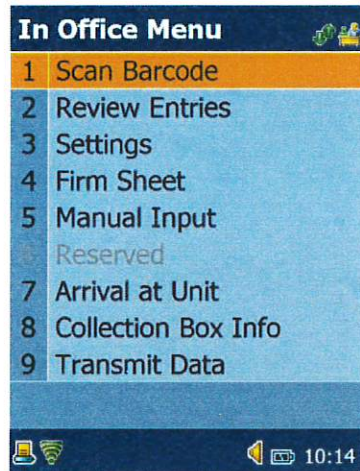 In Office Menu
1 Scan Barcode
2 Review Entries
3 Settings
4 Firm Sheet
5 Manual Input
6 Reserved
7 Arrival at Unit
8 Collection Box Info
9 Transmit Data
10:14